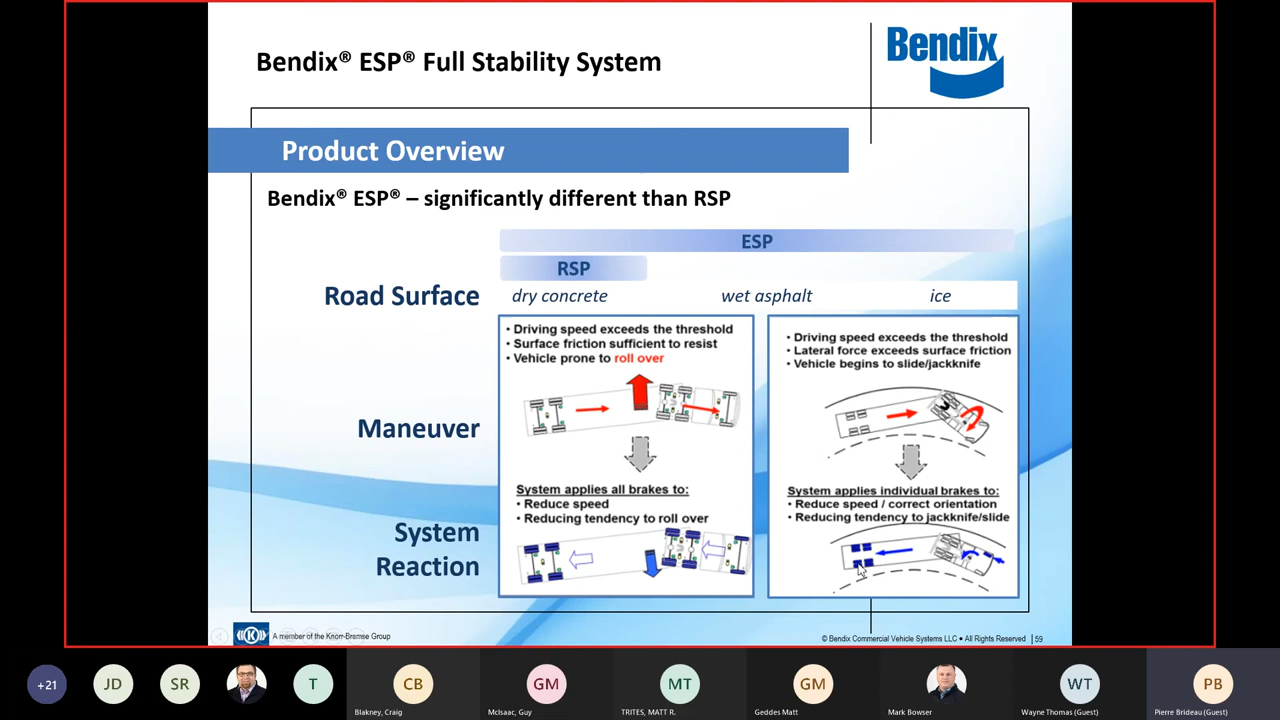 Bendix® ESP® Full Stability System
Bendix
Product Overview
Bendix® ESP® – significantly different than RSP
ESP
RSP
Road Surface
dry concrete
wet asphalt
ice
• Driving speed exceeds the threshold
• Surface friction sufficient to resist
• Vehicle prone to roll over
• Driving speed exceeds the threshold
• Lateral force exceeds surface friction
• Vehicle begins to slide/jackknife
Maneuver
System applies all brakes to:
• Reduce speed
• Reducing tendency to roll over
System applies individual brakes to:
• Reduce speed / correct orientation
• Reducing tendency to jackknife/slide
System
Reaction
A member of the Knorr-Bremse Group
© Bendix Commercial Vehicle Systems LLC • All Rights Reserved | 59
+21
JD
SR
T
CB
GM
MT
GM
WT
PB
Blakney, Craig
McIsaac, Guy
TRITES, MATT R.
Geddes Matt
Mark Bowser
Wayne Thomas (Guest)
Pierre Brideau (Guest)